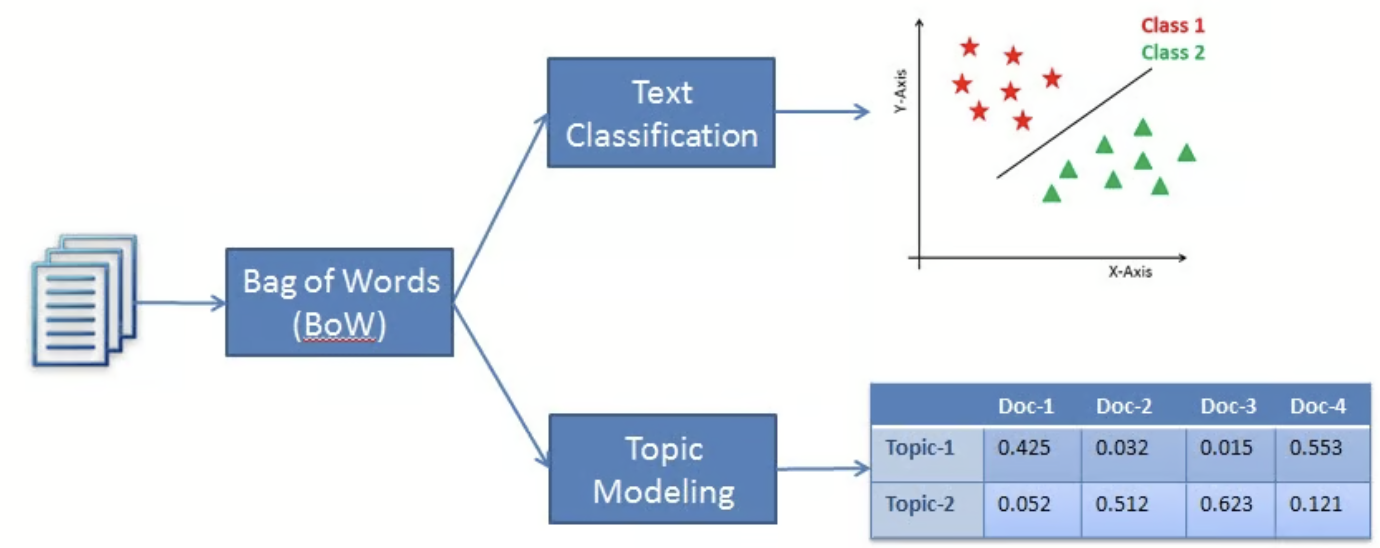 Class 1
Class 2
Y-Axis
X-Axis
Text
Classification
Bag of Words
(BoW)
Topic
Modeling
Doc-1 Doc-2 Doc-3 Doc-4
Topic-1 0.425 0.032 0.015 0.553
Topic-2 0.052 0.512 0.623 0.121